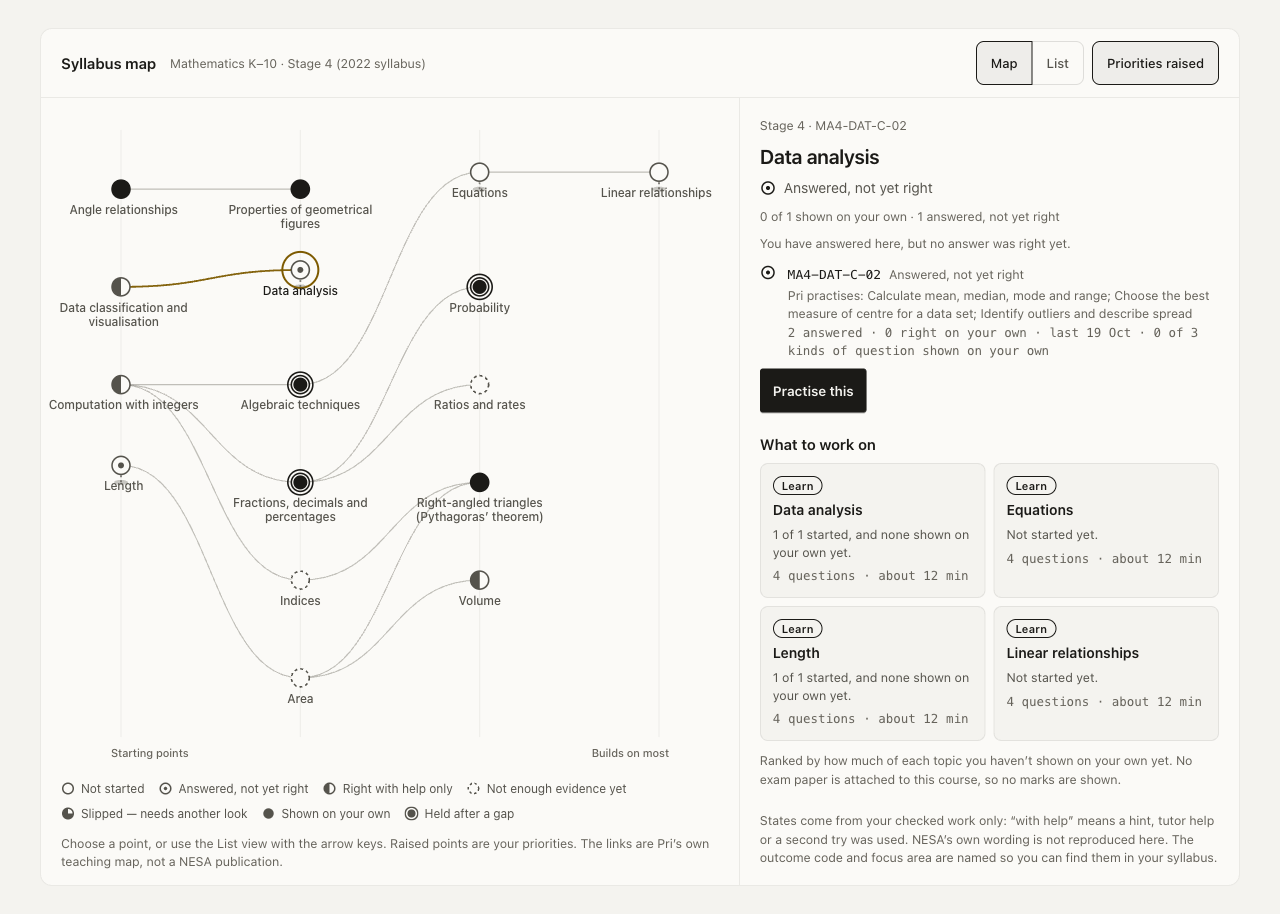 Syllabus map
Mathematics K–10 · Stage 4 (2022 syllabus)
Map
List
Priorities raised
Angle relationships
Properties of geometrical
figures
Equations
Linear relationships
Data classification and
visualisation
Data analysis
Probability
Computation with integers
Algebraic techniques
Ratios and rates
Length
Fractions, decimals and
percentages
Right-angled triangles
(Pythagoras’ theorem)
Indices
Volume
Area
Starting points
Builds on most
Not started
Answered, not yet right
Right with help only
Not enough evidence yet
Slipped — needs another look
Shown on your own
Held after a gap
Choose a point, or use the List view with the arrow keys. Raised points are your priorities. The links are Pri’s own
teaching map, not a NESA publication.
Stage 4 · MA4-DAT-C-02
Data analysis
Answered, not yet right
0 of 1 shown on your own · 1 answered, not yet right
You have answered here, but no answer was right yet.
MA4-DAT-C-02 Answered, not yet right
Pri practises: Calculate mean, median, mode and range; Choose the best
measure of centre for a data set; Identify outliers and describe spread
2 answered · 0 right on your own · last 19 Oct · 0 of 3
kinds of question shown on your own
Practise this
What to work on
Learn
Data analysis
1 of 1 started, and none shown on
your own yet.
4 questions · about 12 min
Learn
Equations
Not started yet.
4 questions · about 12 min
Learn
Length
1 of 1 started, and none shown on
your own yet.
4 questions · about 12 min
Learn
Linear relationships
Not started yet.
4 questions · about 12 min
Ranked by how much of each topic you haven’t shown on your own yet. No
exam paper is attached to this course, so no marks are shown.
States come from your checked work only: “with help” means a hint, tutor help
or a second try was used. NESA’s own wording is not reproduced here. The
outcome code and focus area are named so you can find them in your syllabus.